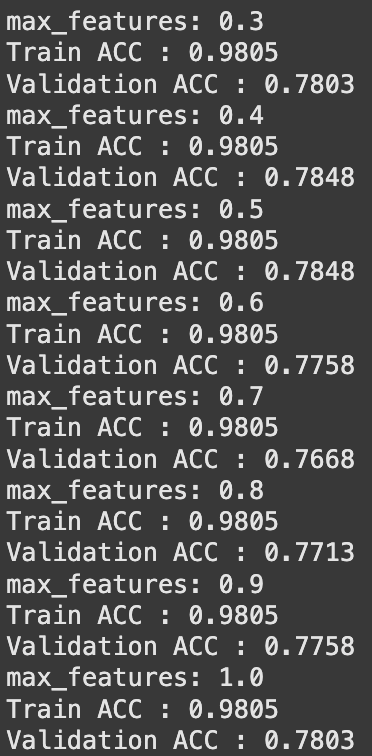 max_features: 0.3
Train ACC : 0.9805
Validation ACC : 0.7803
max_features: 0.4
Train ACC : 0.9805
Validation ACC : 0.7848
max_features: 0.5
Train ACC : 0.9805
Validation ACC : 0.7848
max_features: 0.6
Train ACC : 0.9805
Validation ACC : 0.7758
max_features: 0.7
Train ACC : 0.9805
Validation ACC : 0.7668
max_features: 0.8
Train ACC : 0.9805
Validation ACC : 0.7713
max_features: 0.9
Train ACC : 0.9805
Validation ACC : 0.7758
max_features: 1.0
Train ACC : 0.9805
Validation ACC : 0.7803